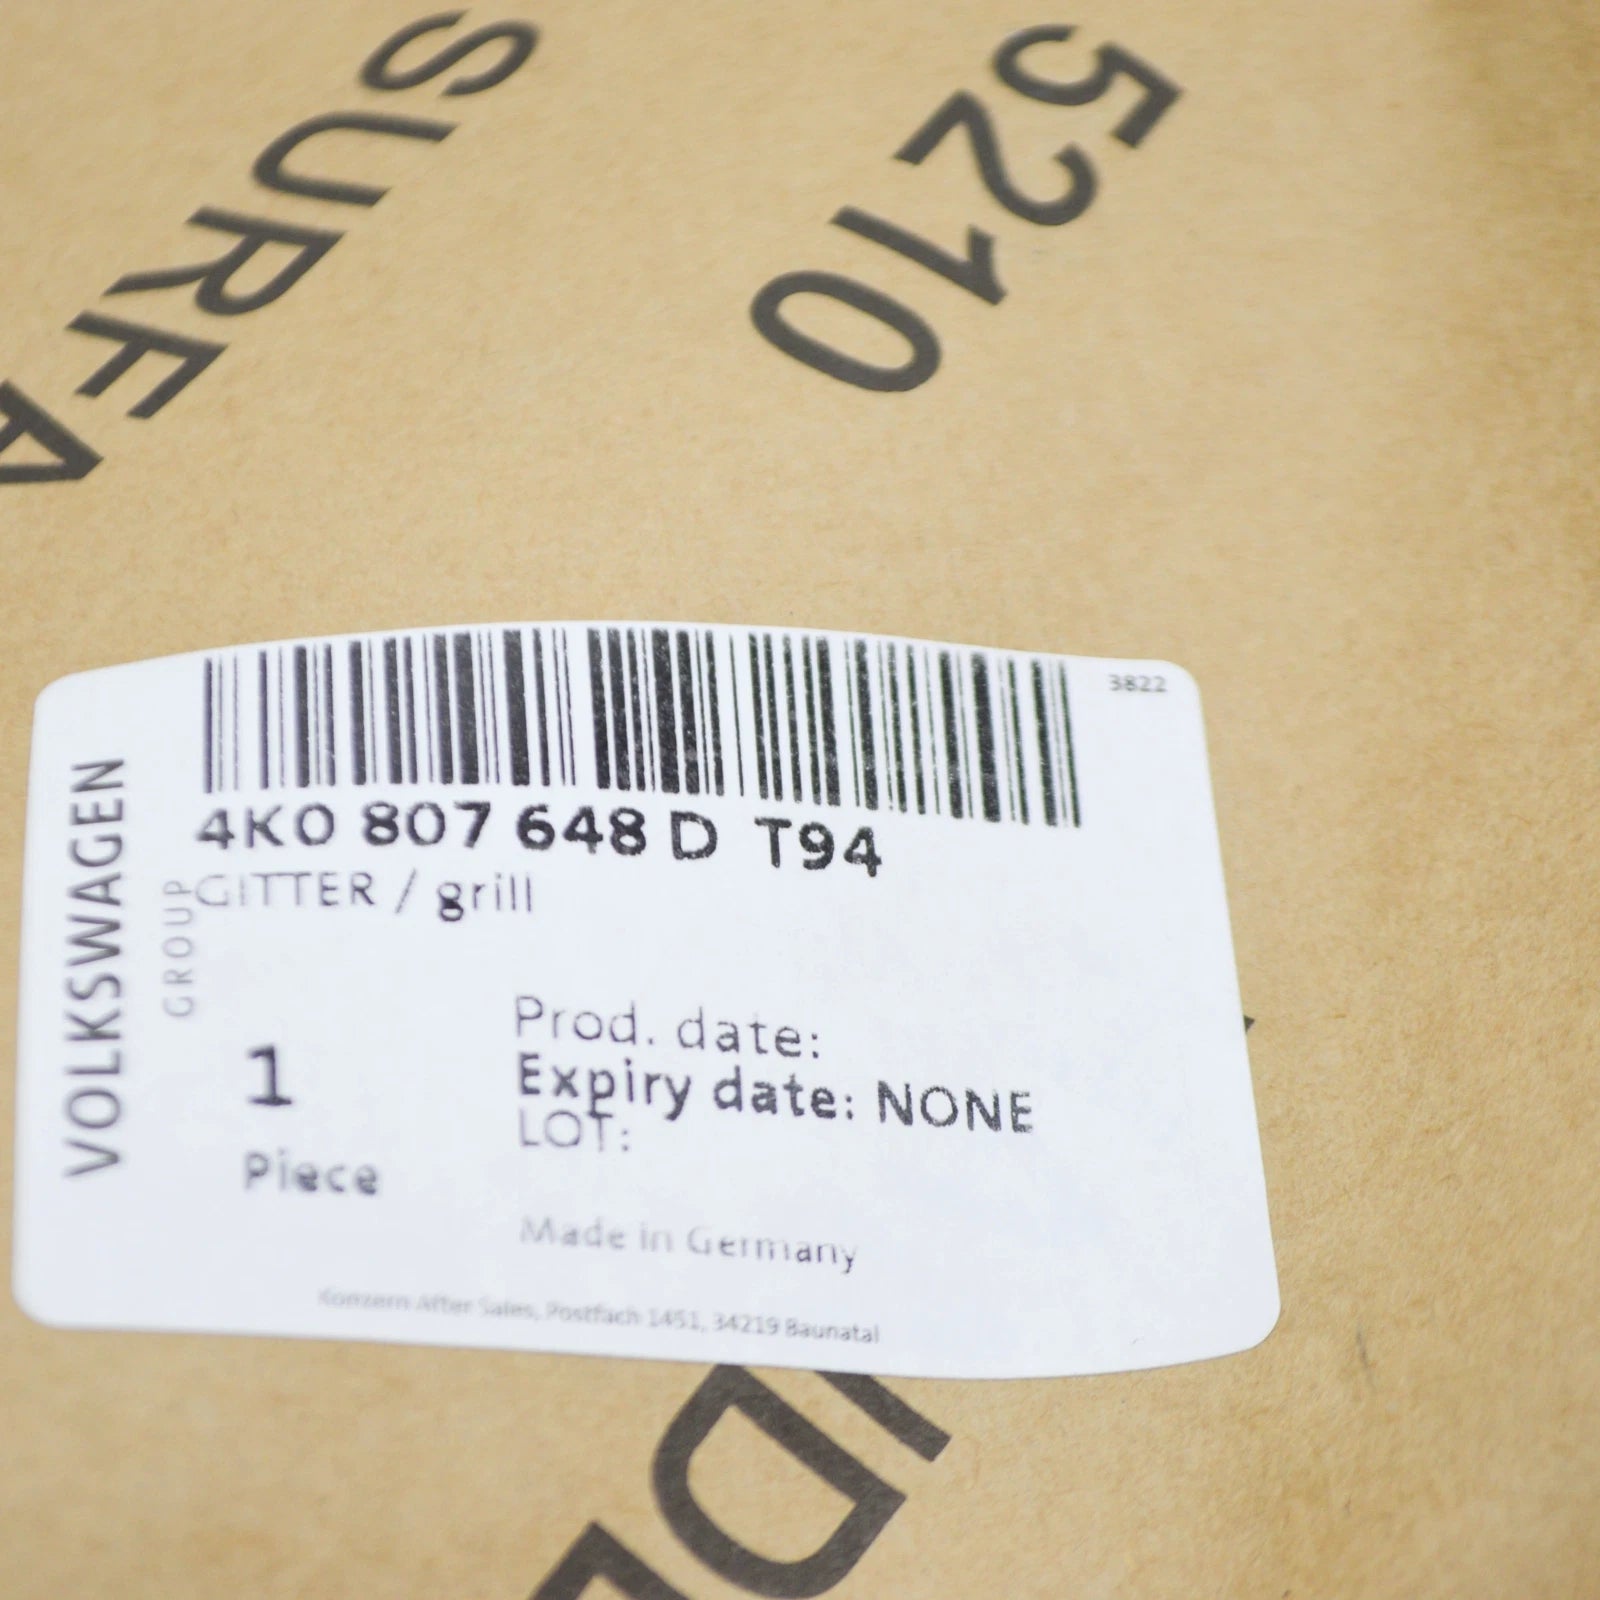 SURFA
5210
3822
4K0 807 648 D T94
GITTER / grill
VOLKSWAGEN
GROUP
Prod. date:
Expiry date: NONE
LOT:
1
Piece
Made in Germany
Konzern After Sales, Postfach 1451, 34219 Baunatal